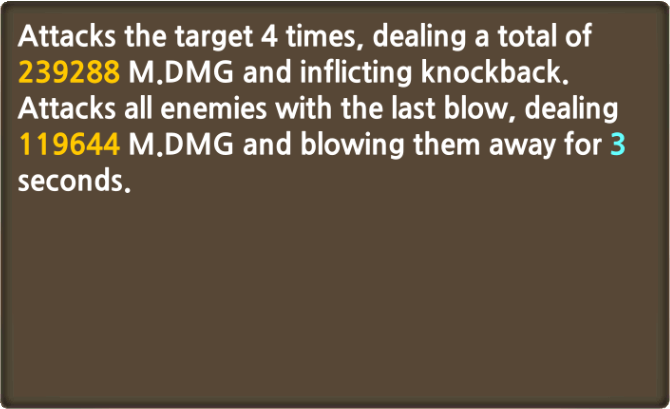 Attacks the target 4 times, dealing a total of
239288 M.DMG and inflicting knockback.
Attacks all enemies with the last blow, dealing
119644 M.DMG and blowing them away for 3
seconds.